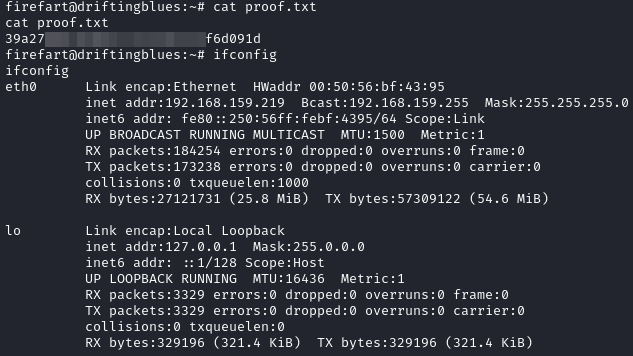 firefart@driftingblues:~# cat proof.txt
cat proof.txt
39a27 f6d091d
firefart@driftingblues:~# ifconfig
ifconfig
eth0      Link encap:Ethernet  HWaddr 00:50:56:bf:43:95
          inet addr:192.168.159.219  Bcast:192.168.159.255  Mask:255.255.255.0
          inet6 addr: fe80::250:56ff:febf:4395/64 Scope:Link
          UP BROADCAST RUNNING MULTICAST  MTU:1500  Metric:1
          RX packets:184254 errors:0 dropped:0 overruns:0 frame:0
          TX packets:173238 errors:0 dropped:0 overruns:0 carrier:0
          collisions:0 txqueuelen:1000
          RX bytes:27121731 (25.8 MiB)  TX bytes:57309122 (54.6 MiB)
lo        Link encap:Local Loopback
          inet addr:127.0.0.1  Mask:255.0.0.0
          inet6 addr: ::1/128 Scope:Host
          UP LOOPBACK RUNNING  MTU:16436  Metric:1
          RX packets:3329 errors:0 dropped:0 overruns:0 frame:0
          TX packets:3329 errors:0 dropped:0 overruns:0 carrier:0
          collisions:0 txqueuelen:0
          RX bytes:329196 (321.4 KiB)  TX bytes:329196 (321.4 KiB)